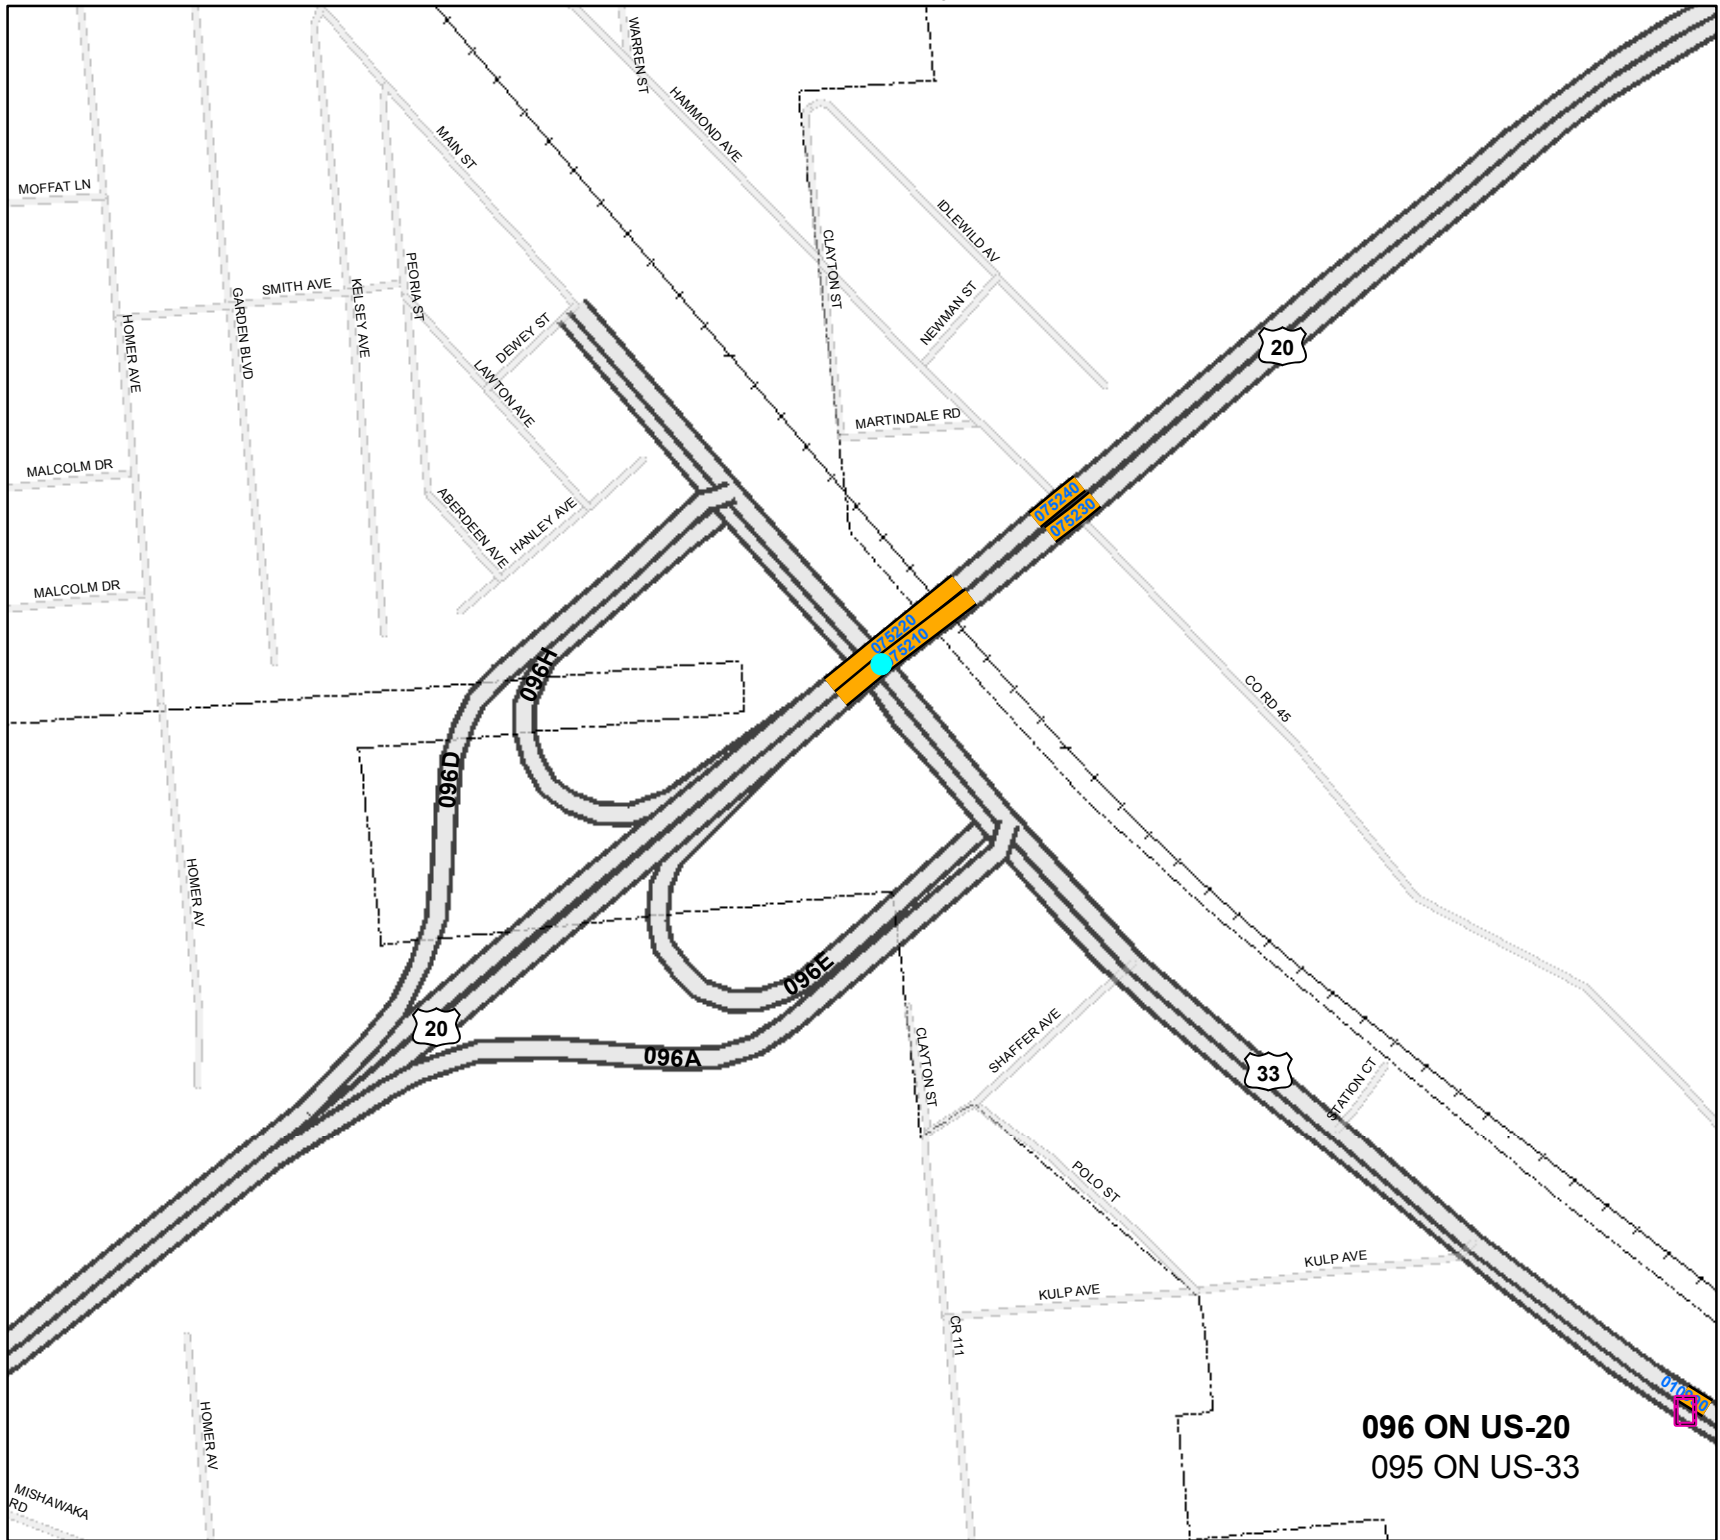 WARREN ST
HAMMOND AVE
MAIN ST
MOFFAT LN
IDLEWILD AV
CLAYTON ST
PEORIA ST
SMITH AVE
KELSEY AVE
GARDEN BLVD
HOMER AVE
NEWMAN ST
DEWEY ST
20
LAWTON AVE
MARTINDALE RD
MALCOLM DR
075240
075230
ABERDEEN AVE
HANLEY AVE
MALCOLM DR
075220
075210
096H
CO RD 45
096D
HOMER AV
096E
20
096A
CLAYTON ST
SHAFFER AVE
33
STATION CT
POLO ST
KULP AVE
KULP AVE
CR 111
HOMER AV
096 ON US-20
095 ON US-33
MISHAWAKA
RD